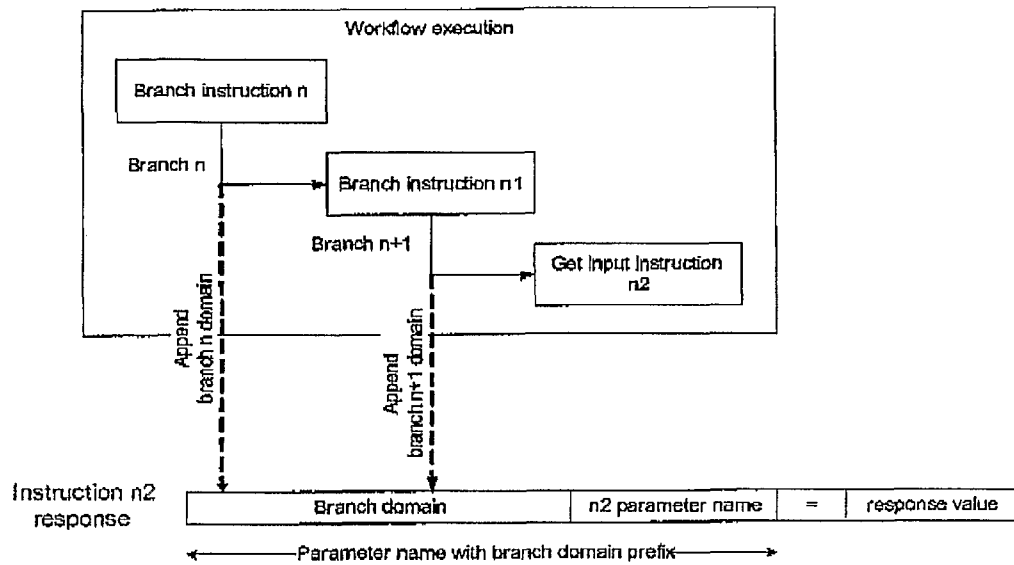 Workflow execution
Branch instruction n
Branch n
Branch instruction n1
Branch n+1
Get Input Instruction
n2
Append
branch n domain
Append
branch n+1 domain
Instruction n2
response
Branch domain
n2 parameter name
=
response value
Parameter name with branch domain prefix